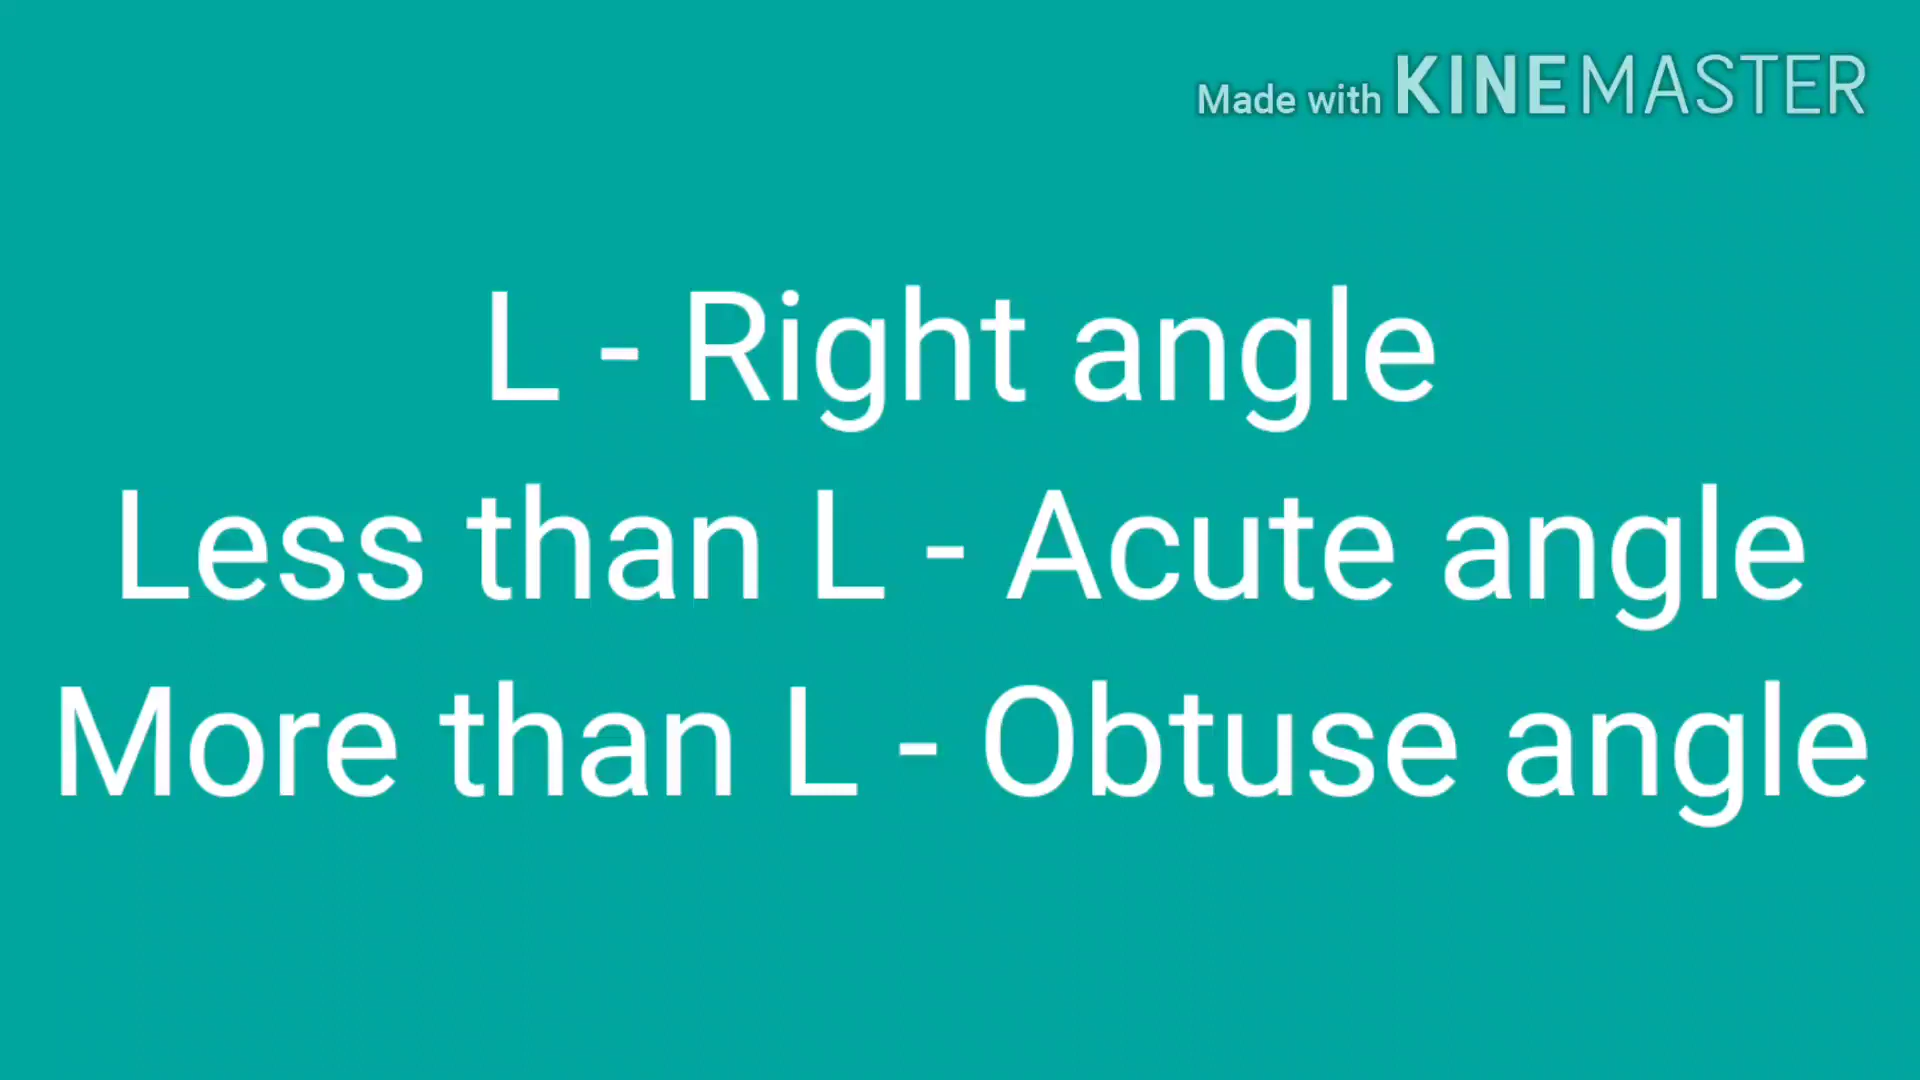 Made with KINEMASTER
L - Right angle
Less than L - Acute angle
More than L - Obtuse angle